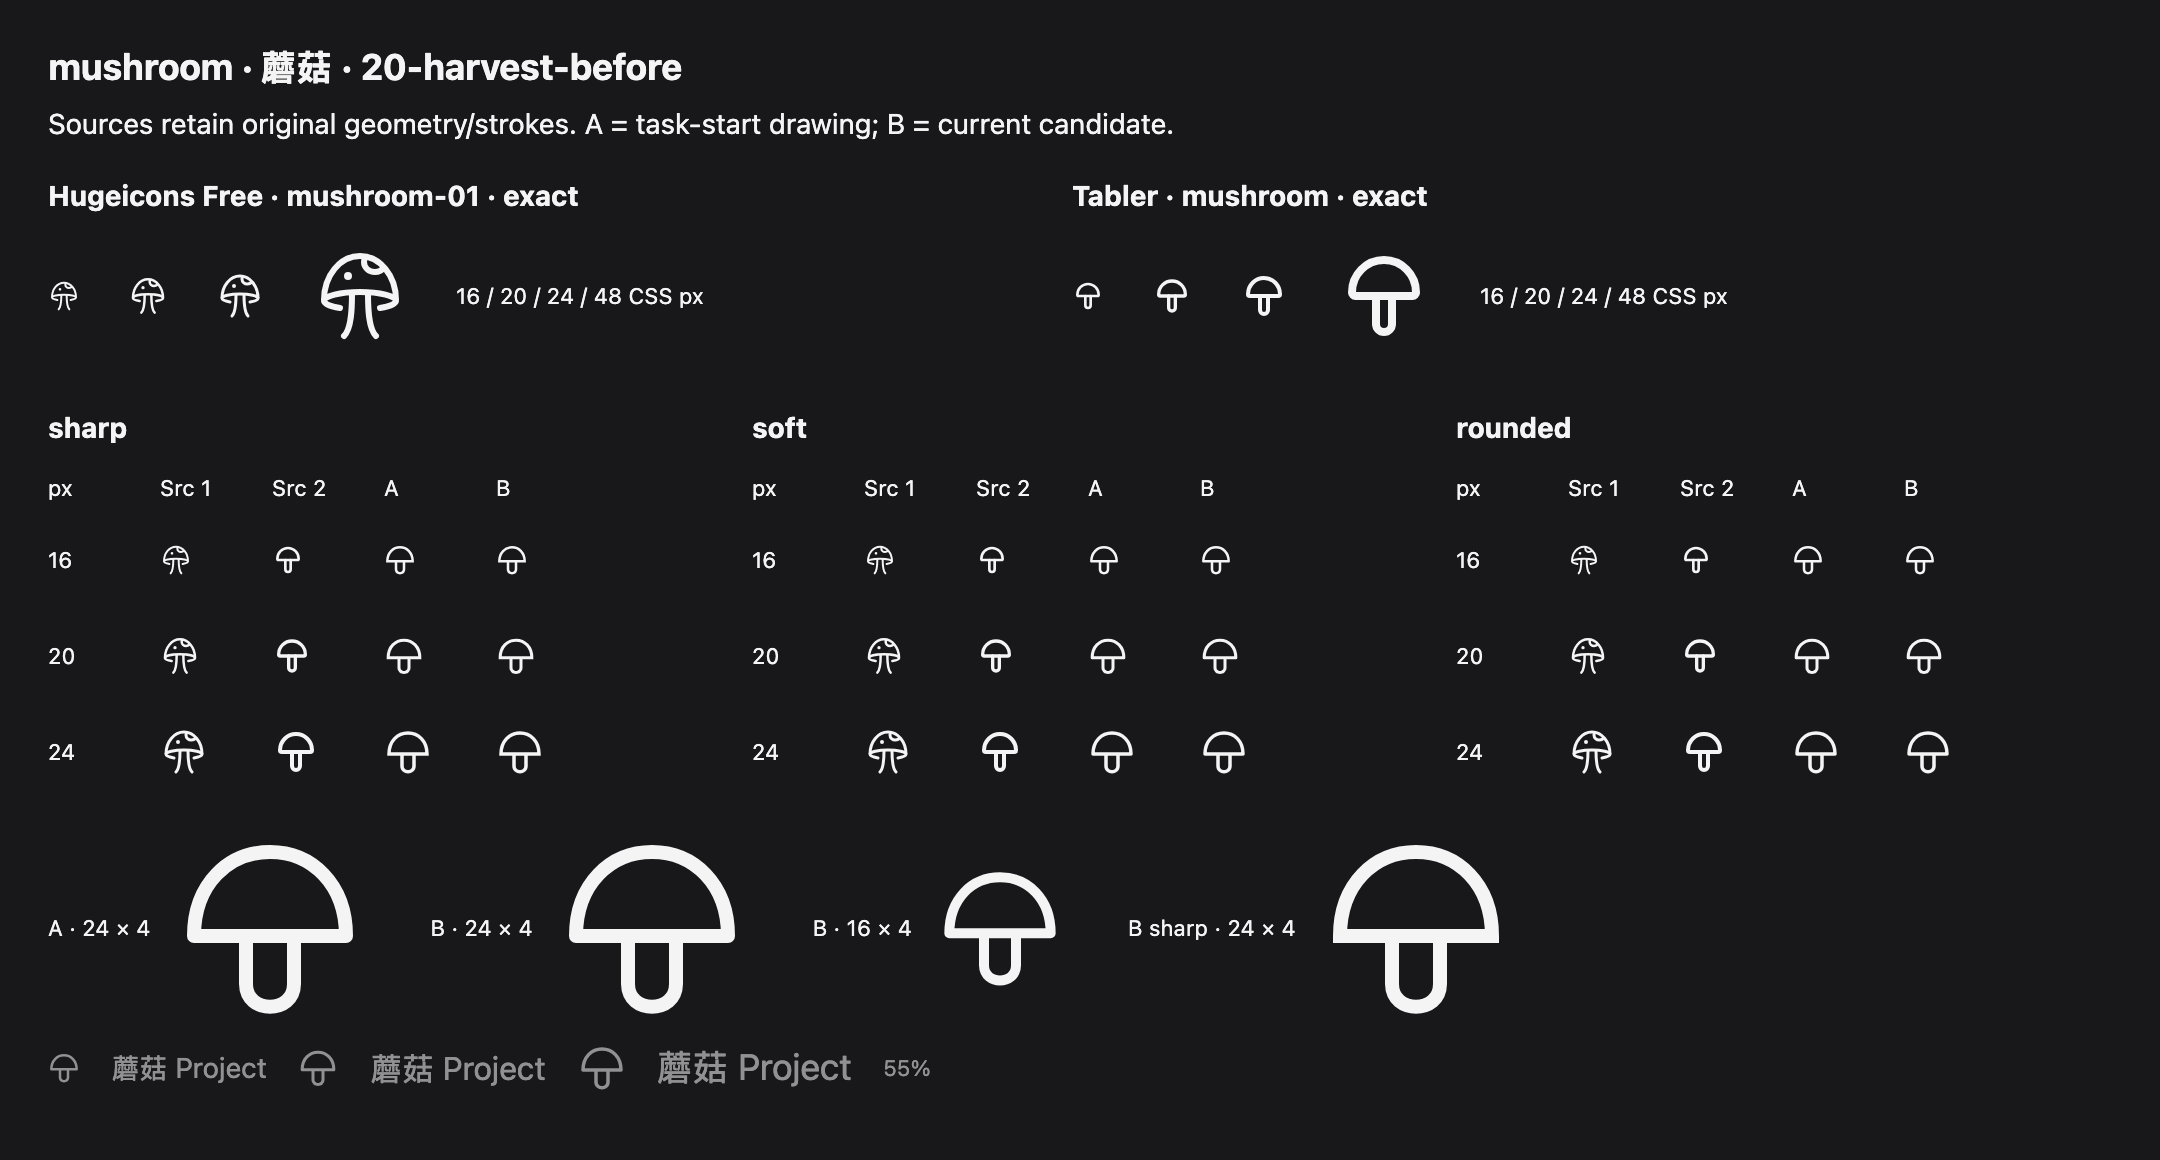 mushroom · 蘑菇 · 20-harvest-before
Sources retain original geometry/strokes. A = task-start drawing; B = current candidate.
Hugeicons Free · mushroom-01 · exact
16 / 20 / 24 / 48 CSS px
Tabler · mushroom · exact
16 / 20 / 24 / 48 CSS px
sharp
px Src 1 Src 2 A B
16
20
24
soft
px Src 1 Src 2 A B
16
20
24
rounded
px Src 1 Src 2 A B
16
20
24
A · 24 × 4
B · 24 × 4
B · 16 × 4
B sharp · 24 × 4
蘑菇 Project 蘑菇 Project 蘑菇 Project 55%